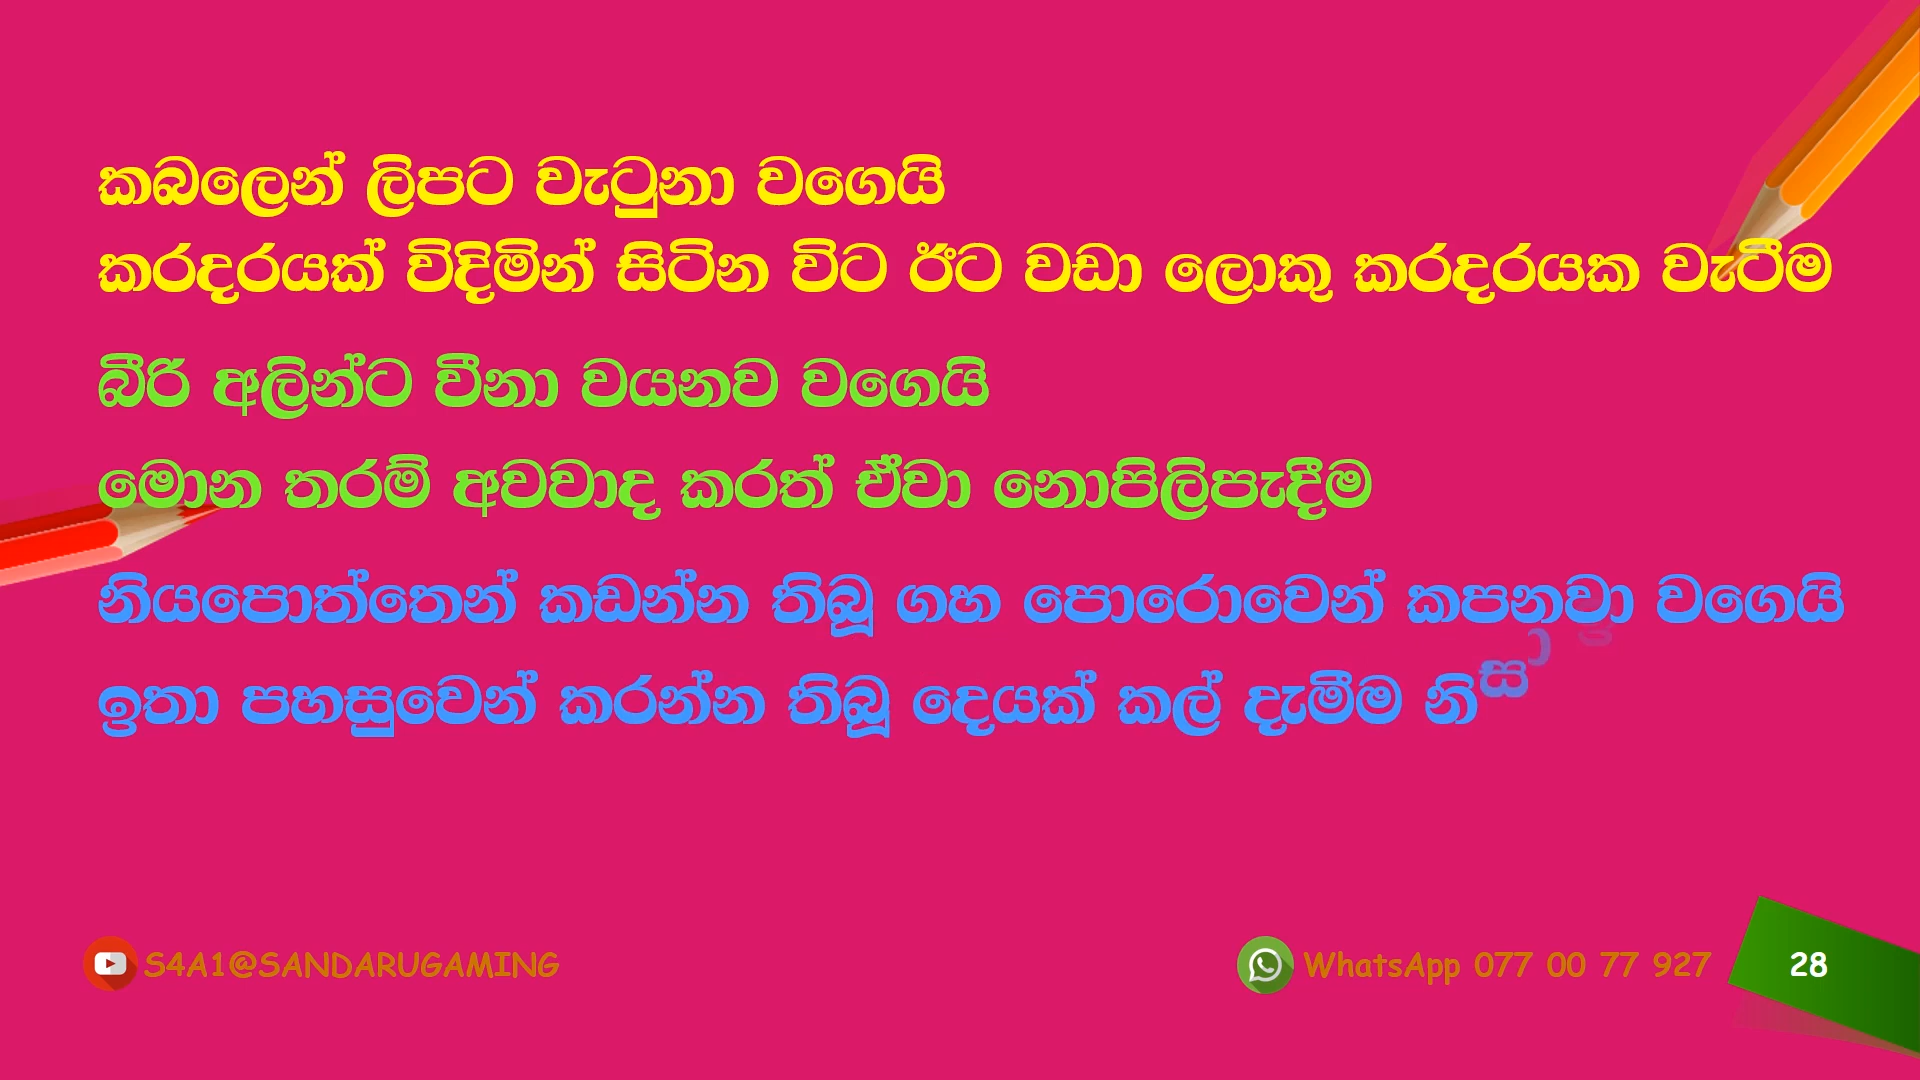 කබලෙන් ලිපට වැටුනා වගෙයි
කරදරයක් විදිමින් සිටින විට ඊට වඩා ලොකු කරදරයක වැටීම
බීරි අලින්ට වීනා වයනව වගෙයි
මොන තරම් අවවාද කරත් ඒවා නොපිලිපැදීම
නියපොත්තෙන් කඩන්න තිබූ ගහ පොරොවෙන් කපනවා වගෙයි
ඉතා පහසුවෙන් කරන්න තිබූ දෙයක් කල් දැමීම නිසා
S4A1@SANDARUGAMING
WhatsApp 077 00 77 927
28